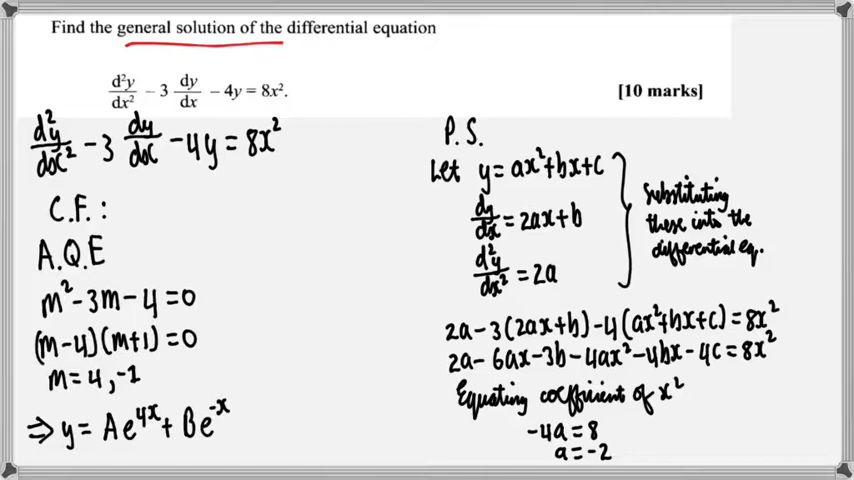 Find the general solution of the differential equation
d²y/dx² − 3 dy/dx − 4y = 8x².
[10 marks]
d²y/dx² − 3 dy/dx − 4y = 8x²
C.F.:
A.Q.E
m² − 3m − 4 = 0
(m−4)(m+1) = 0
m = 4, −1
⇒ y = Ae^{4x} + Be^{−x}
P.S.
Let y = ax² + bx + c
dy/dx = 2ax + b
d²y/dx² = 2a
Substituting
these into the
differential eq.
2a − 3(2ax+b) − 4(ax²+bx+c) = 8x²
2a − 6ax − 3b − 4ax² − 4bx − 4c = 8x²
Equating coefficient of x²
−4a = 8
a = −2